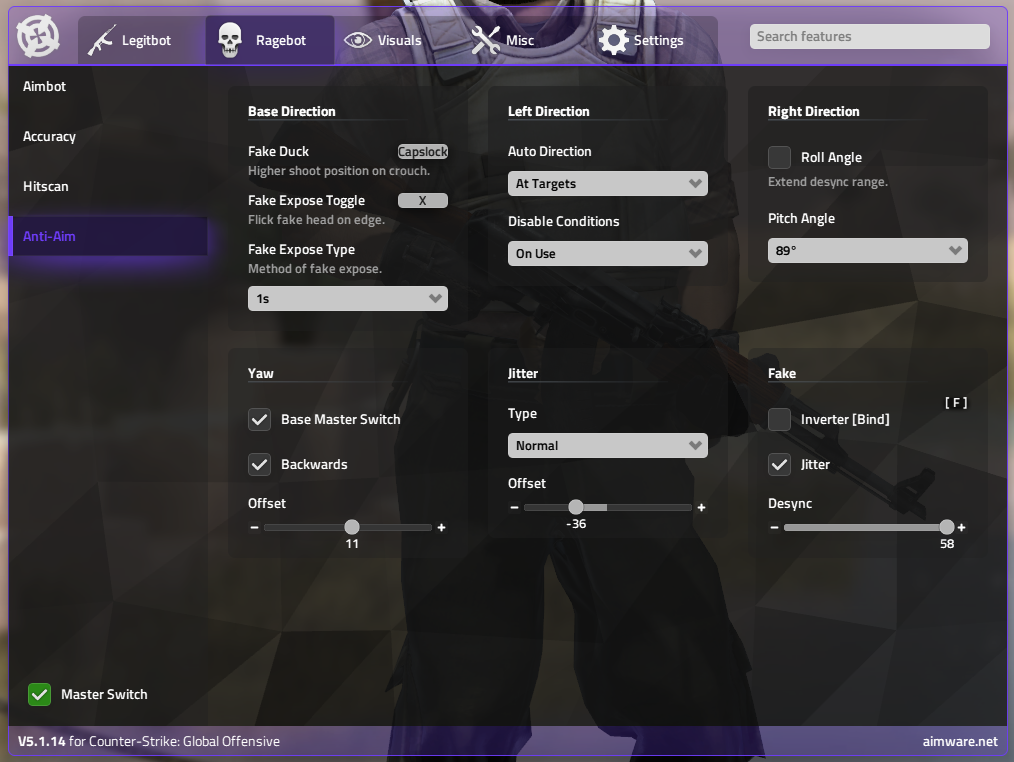 Legitbot
Ragebot
Visuals
Misc
Settings
Search features
Aimbot
Accuracy
Hitscan
Anti-Aim
Base Direction
Fake Duck
Capslock
Higher shoot position on crouch.
Fake Expose Toggle
X
Flick fake head on edge.
Fake Expose Type
Method of fake expose.
1s
Left Direction
Auto Direction
At Targets
Disable Conditions
On Use
Right Direction
Roll Angle
Extend desync range.
Pitch Angle
89°
Yaw
Base Master Switch
Backwards
Offset
11
Jitter
Type
Normal
Offset
-36
Fake
[ F ]
Inverter [Bind]
Jitter
Desync
58
Master Switch
V5.1.14 for Counter-Strike: Global Offensive
aimware.net